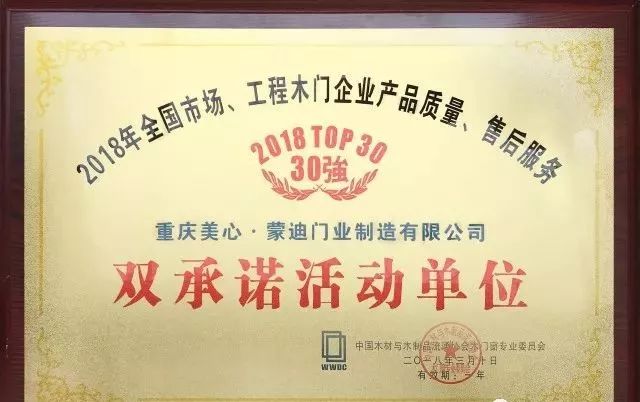 2018年全国市场、工程木门企业产品质量、售后服务
2018 TOP 30
30強
重庆美心·蒙迪门业制造有限公司
双承诺活动单位
WWDC
中国木材与木制品流通协会木门窗专业委员会
二〇一八年三月十日
有效期:一年